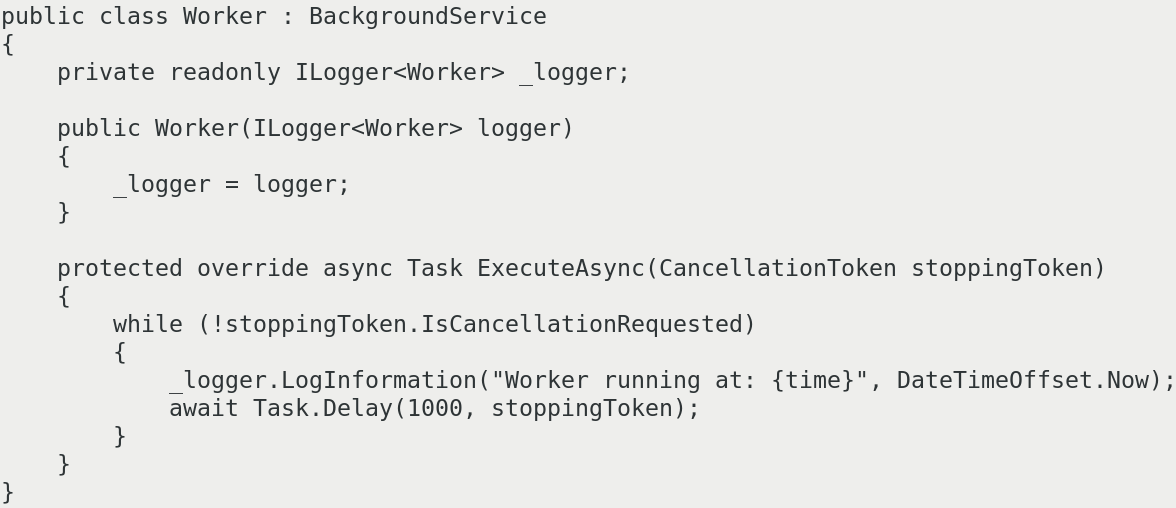 public class Worker : BackgroundService
{
    private readonly ILogger<Worker> _logger;

    public Worker(ILogger<Worker> logger)
    {
        _logger = logger;
    }

    protected override async Task ExecuteAsync(CancellationToken stoppingToken)
    {
        while (!stoppingToken.IsCancellationRequested)
        {
            _logger.LogInformation("Worker running at: {time}", DateTimeOffset.Now);
            await Task.Delay(1000, stoppingToken);
        }
    }
}